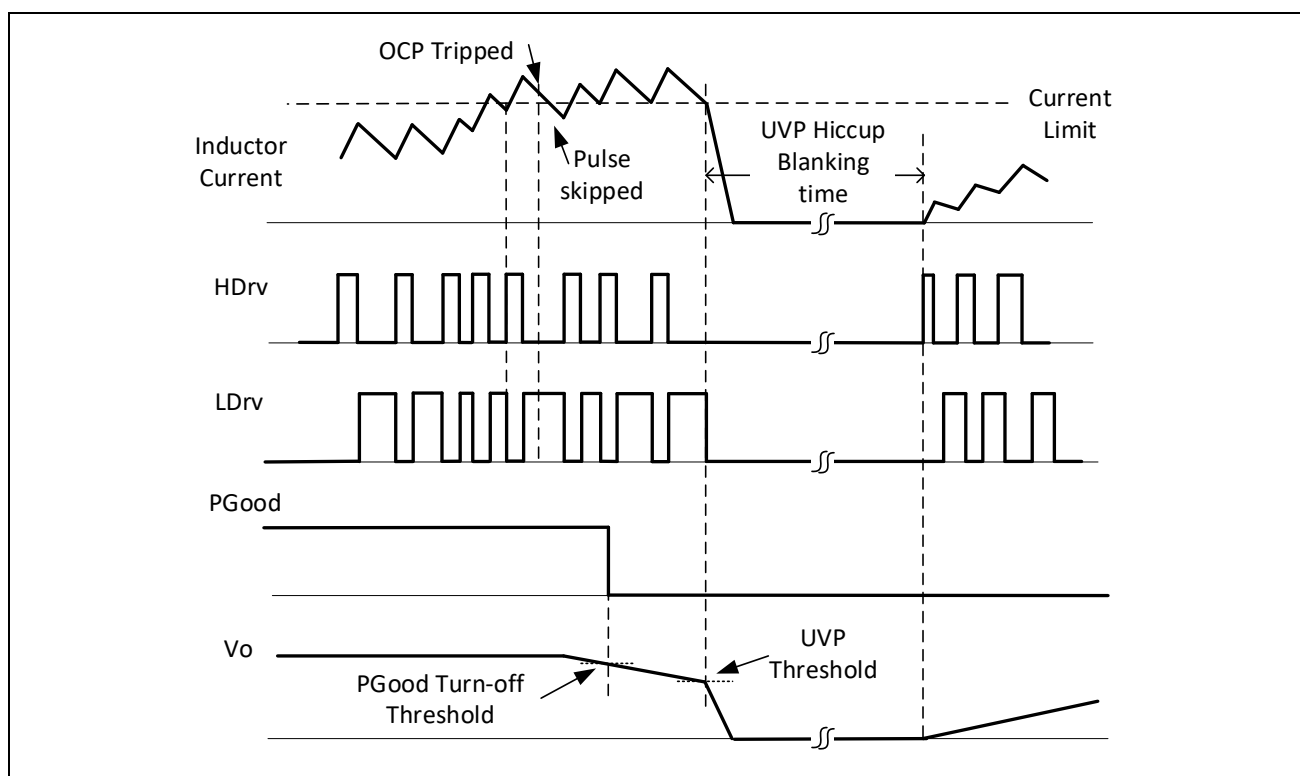 OCP Tripped
Inductor
Current
Pulse
skipped
UVP Hiccup
Blanking
time
Current
Limit
HDrv
LDrv
PGood
Vo
PGood Turn-off
Threshold
UVP
Threshold